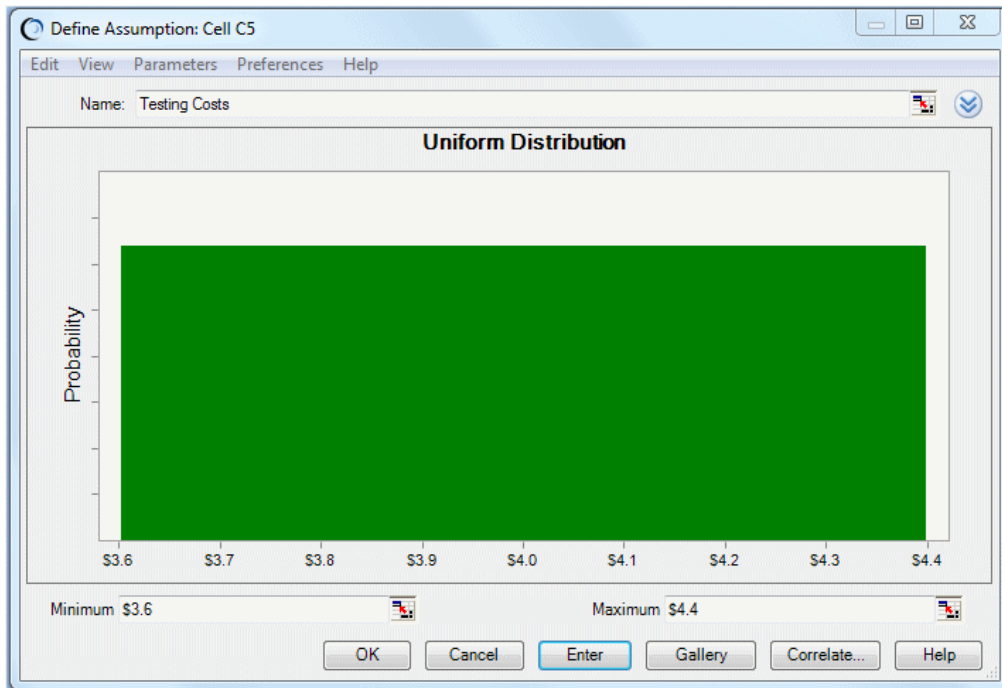 Define Assumption: Cell C5
Edit View Parameters Preferences Help
Name: Testing Costs
Uniform Distribution
Probability
$3.6 $3.7 $3.8 $3.9 $4.0 $4.1 $4.2 $4.3 $4.4
Minimum $3.6 Maximum $4.4
OK Cancel Enter Gallery Correlate... Help